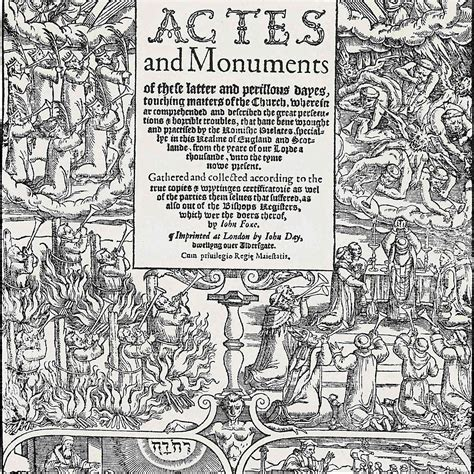 ACTES
and Monuments
of these latter and perillous dayes,
touching matters of the Church, wherein
ar comprehended and described the great persecu-
tions & horrible troubles, that haue bene wrought
and practised by the Romishe Prelates, special-
lye in this Realme of England and Scot-
lande, from the yeare of our Lorde a
thousande, vnto the tyme
nowe present.
Gathered and collected according to the
true copies & wrytinges certificatorie as wel
of the parties them selues that suffered, as
also out of the Bishops Registers,
which wer the doers therof,
by Iohn Foxe.
¶ Imprinted at London by Iohn Day,
dwellyng ouer Aldersgate.
Cum priuilegio Regię Maiestatis.